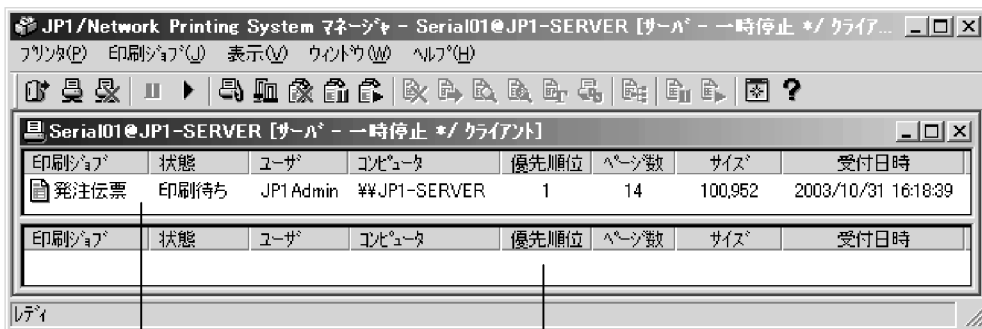 JP1/Network Printing System ﾏﾈｰｼﾞｬ - Serial01@JP1-SERVER [ｻｰﾊﾞ - 一時停止 */ ｸﾗｲｱ...
ﾌﾟﾘﾝﾀ(P) 印刷ｼﾞｮﾌﾞ(J) 表示(V) ｳｨﾝﾄﾞｳ(W) ﾍﾙﾌﾟ(H)
Serial01@JP1-SERVER [ｻｰﾊﾞ - 一時停止 */ ｸﾗｲｱﾝﾄ]
印刷ｼﾞｮﾌﾞ 状態 ﾕｰｻﾞ ｺﾝﾋﾟｭｰﾀ 優先順位 ﾍﾟｰｼﾞ数 ｻｲｽﾞ 受付日時
発注伝票 印刷待ち JP1Admin ¥¥JP1-SERVER 1 14 100,952 2003/10/31 16:18:39
印刷ｼﾞｮﾌﾞ 状態 ﾕｰｻﾞ ｺﾝﾋﾟｭｰﾀ 優先順位 ﾍﾟｰｼﾞ数 ｻｲｽﾞ 受付日時
ﾚﾃﾞｨ